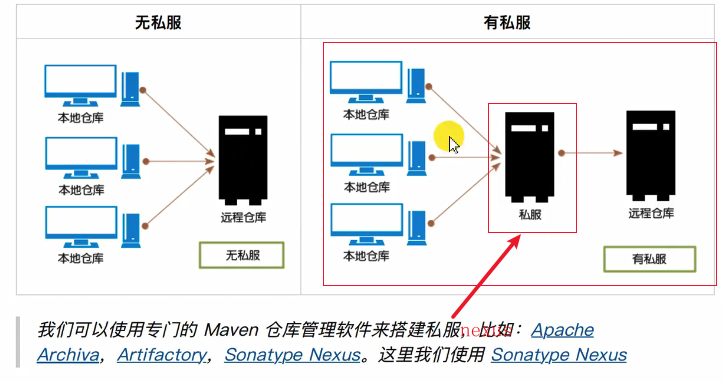 无私服
有私服
本地仓库
本地仓库
本地仓库
远程仓库
无私服
本地仓库
本地仓库
本地仓库
私服
远程仓库
有私服
我们可以使用专门的 Maven 仓库管理软件来搭建私服，比如：Apache
Archiva，Artifactory，Sonatype Nexus。这里我们使用 Sonatype Nexus
nexus